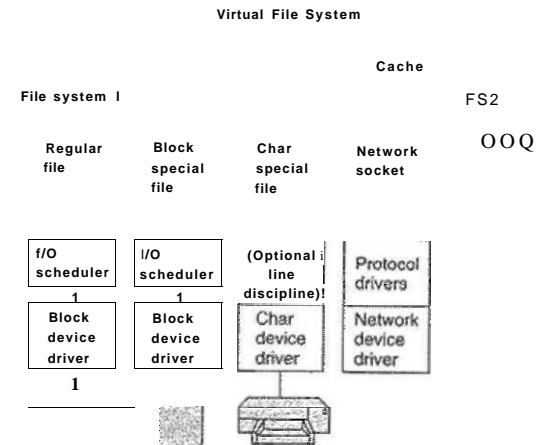 Virtual File System
Cache
File system I
FS2
OOQ
Regular
file
Block
special
file
Char
special
file
Network
socket
f/O
scheduler
1
I/O
scheduler
1
(Optional i
line
discipline)!
Protocol
drivers
Block
device
driver
1
Block
device
driver
Char
device
driver
Network
device
driver